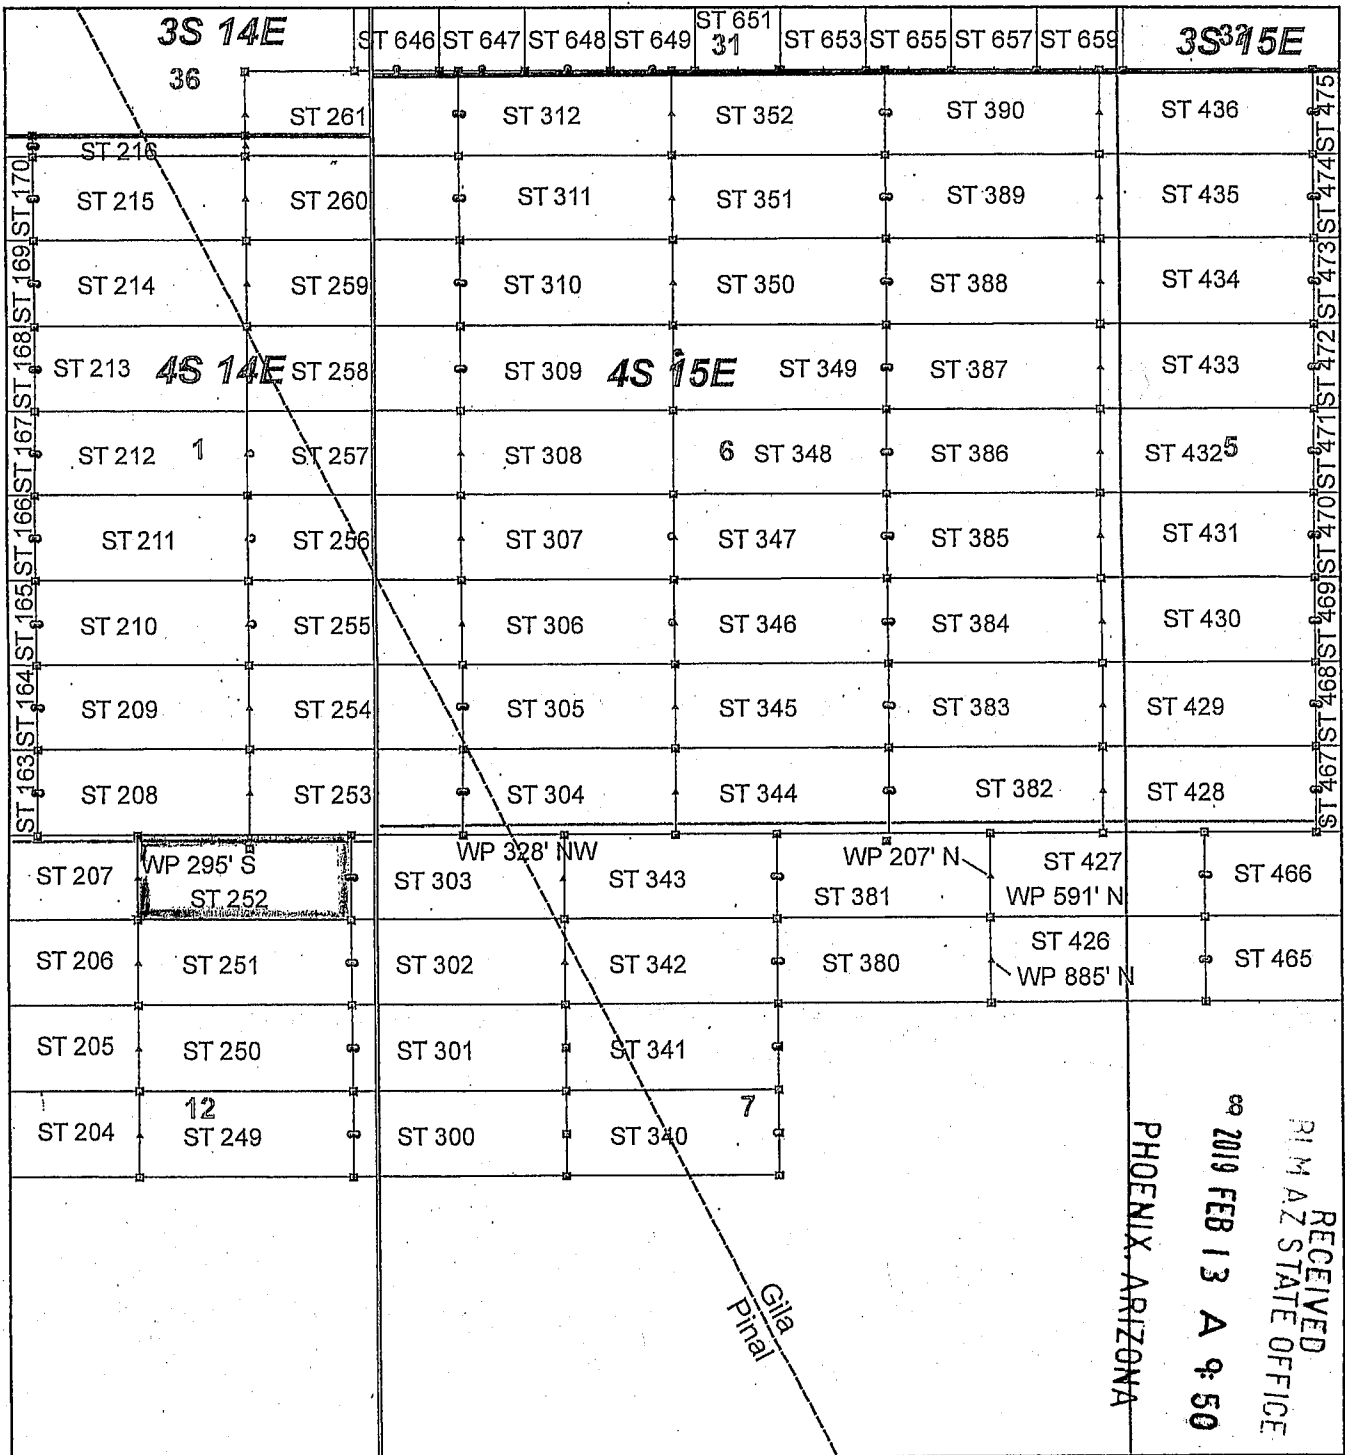 3S 14E
ST 646 ST 647 ST 648 ST 649 ST 651 ST 653 ST 655 ST 657 ST 659
31
3S 15E
32
36
ST 261 ST 312 ST 352 ST 390 ST 436 ST 475
ST 216
ST 170 ST 215 ST 260 ST 311 ST 351 ST 389 ST 435 ST 474
ST 169 ST 214 ST 259 ST 310 ST 350 ST 388 ST 434 ST 473
ST 168 ST 213 4S 14E ST 258 ST 309 4S 15E ST 349 ST 387 ST 433 ST 472
ST 167 ST 212 1 ST 257 ST 308 6 ST 348 ST 386 ST 432 5 ST 471
ST 166 ST 211 ST 256 ST 307 ST 347 ST 385 ST 431 ST 470
ST 165 ST 210 ST 255 ST 306 ST 346 ST 384 ST 430 ST 469
ST 164 ST 209 ST 254 ST 305 ST 345 ST 383 ST 429 ST 468
ST 163 ST 208 ST 253 ST 304 ST 344 ST 382 ST 428 ST 467
WP 295' S WP 328' NW WP 207' N ST 427
ST 207 ST 252 ST 303 ST 343 ST 381 WP 591' N ST 466
ST 206 ST 251 ST 302 ST 342 ST 380 ST 426 ST 465
WP 885' N
ST 205 ST 250 ST 301 ST 341
12 7
ST 204 ST 249 ST 300 ST 340
Gila
Pinal
RECEIVED
BLM AZ STATE OFFICE
2019 FEB 13 A 9:50
PHOENIX, ARIZONA